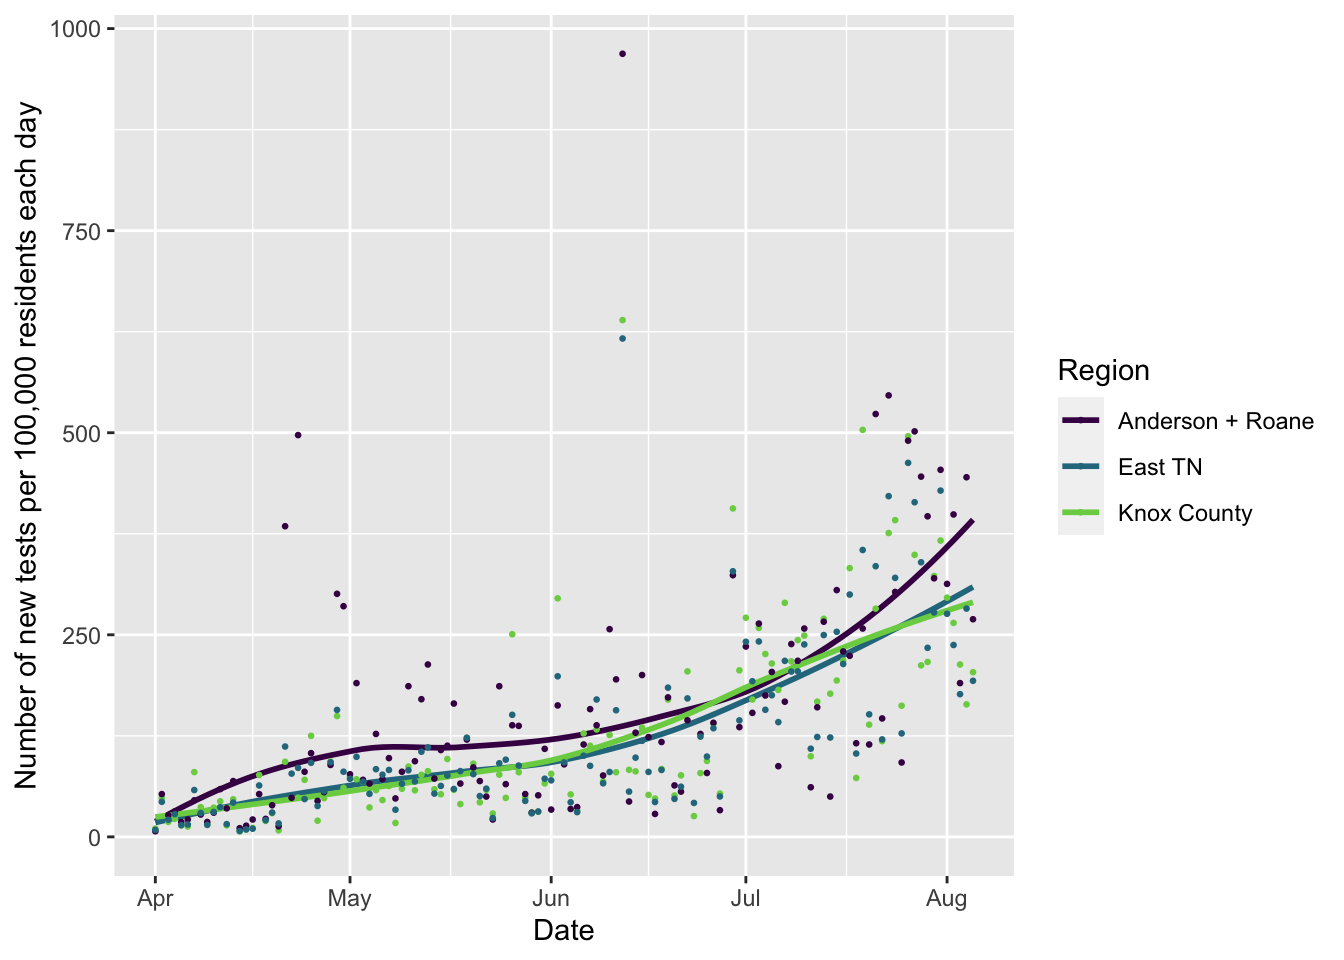 Number of new tests per 100,000 residents each day
1000
750
500
250
0
Apr
May
Jun
Jul
Aug
Date
Region
Anderson + Roane
East TN
Knox County